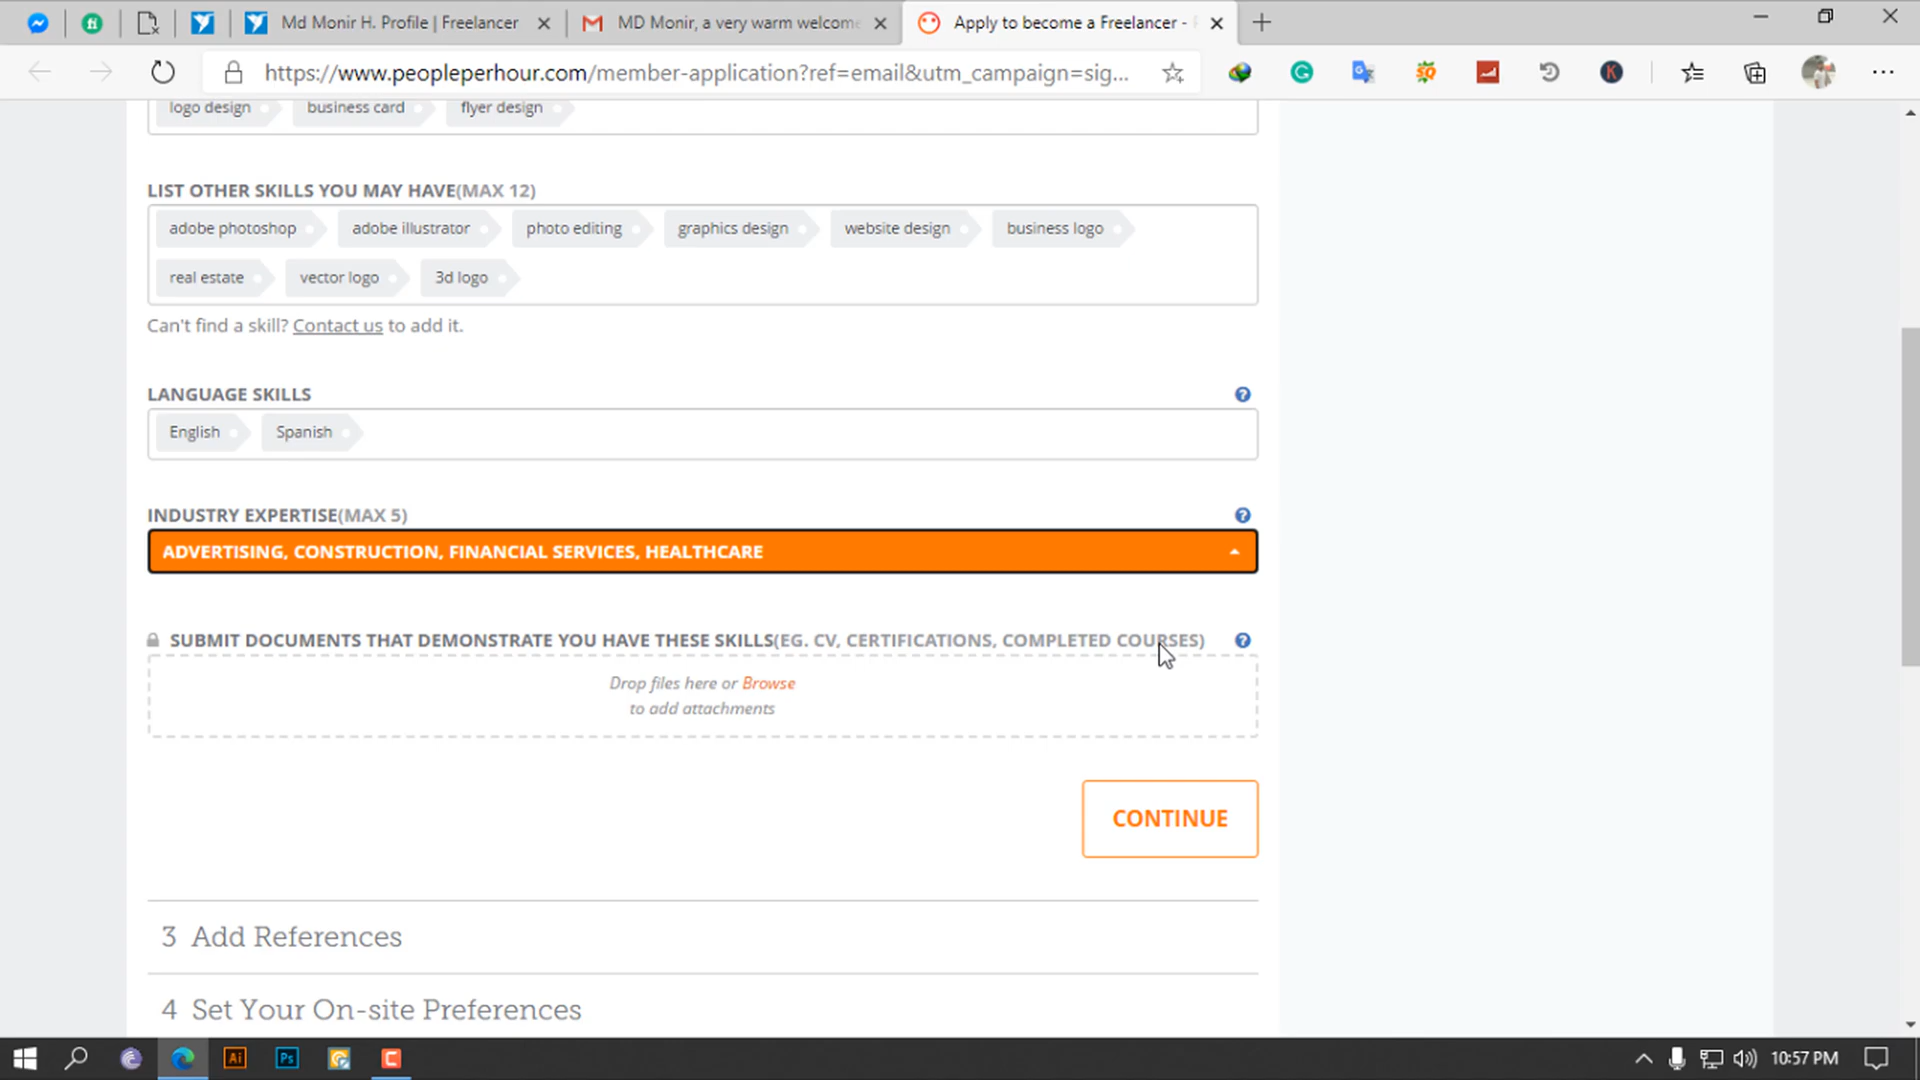 Md Monir H. Profile | Freelancer
MD Monir, a very warm welcome
Apply to become a Freelancer -
https://www.peopleperhour.com/member-application?ref=email&utm_campaign=sig...
logo design
business card
flyer design
LIST OTHER SKILLS YOU MAY HAVE(MAX 12)
adobe photoshop
adobe illustrator
photo editing
graphics design
website design
business logo
real estate
vector logo
3d logo
Can't find a skill? Contact us to add it.
LANGUAGE SKILLS
English
Spanish
INDUSTRY EXPERTISE(MAX 5)
ADVERTISING, CONSTRUCTION, FINANCIAL SERVICES, HEALTHCARE
SUBMIT DOCUMENTS THAT DEMONSTRATE YOU HAVE THESE SKILLS(EG. CV, CERTIFICATIONS, COMPLETED COURSES)
Drop files here or Browse
to add attachments
CONTINUE
3 Add References
4 Set Your On-site Preferences
10:57 PM